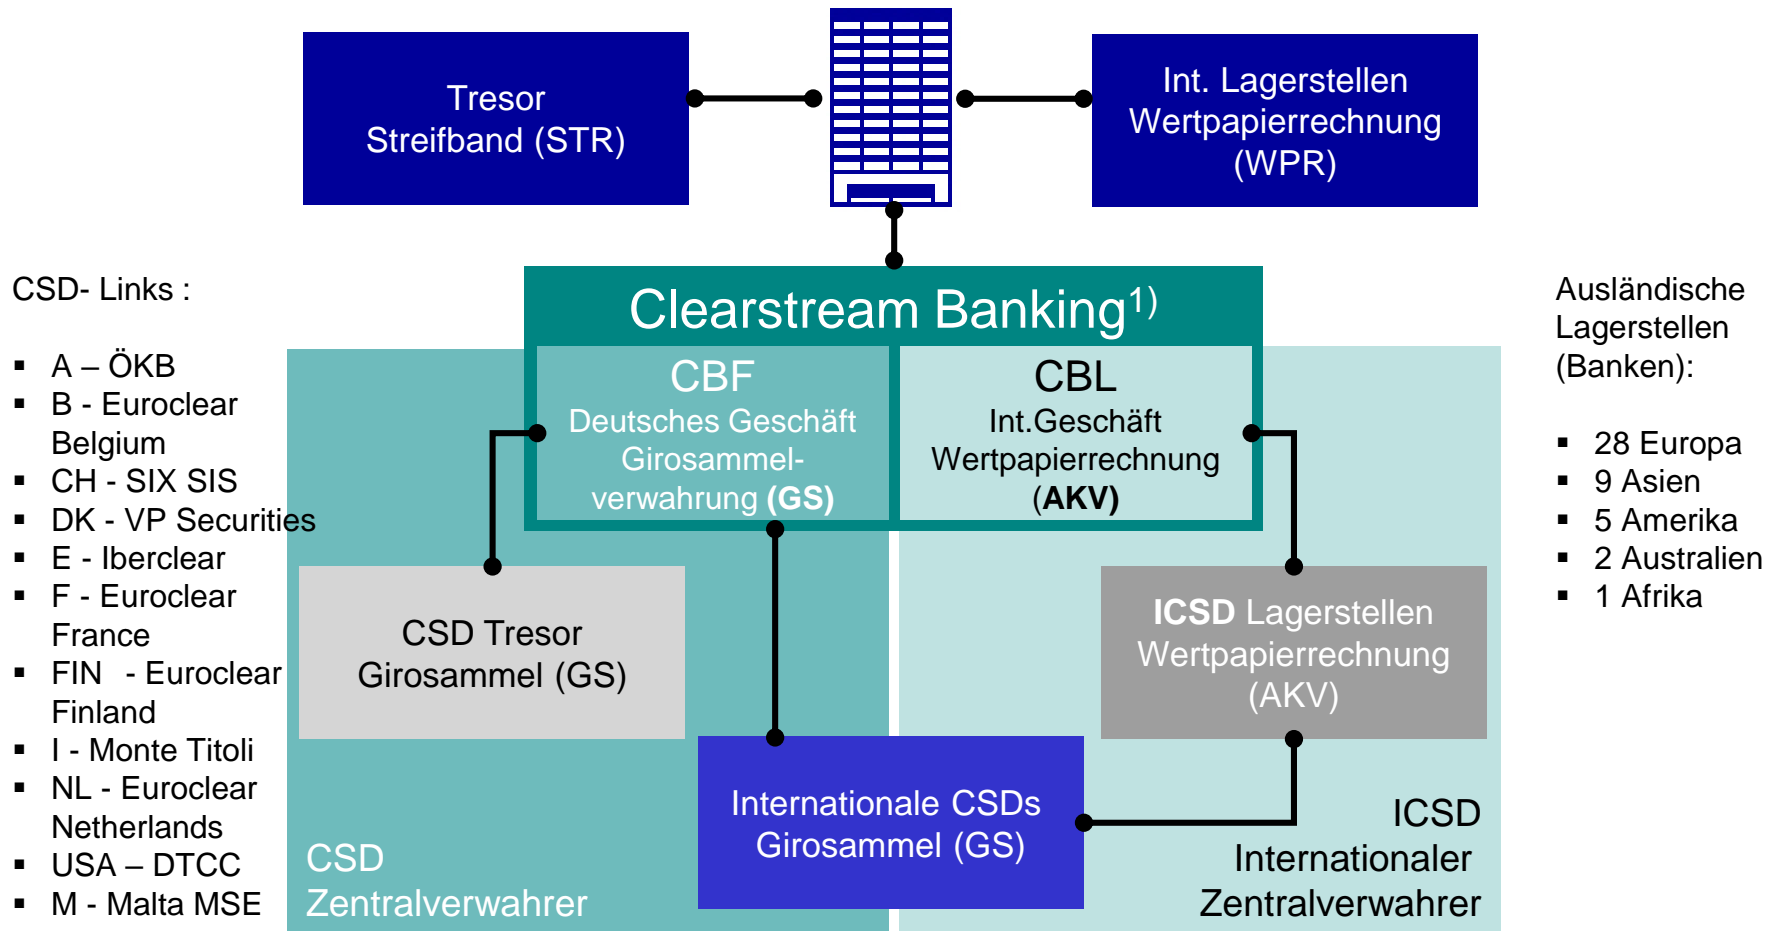 Tresor
Streifband (STR)
Int. Lagerstellen
Wertpapierrechnung
(WPR)
CSD- Links :
▪ A – ÖKB
▪ B - Euroclear
Belgium
▪ CH - SIX SIS
▪ DK - VP Securities
▪ E - Iberclear
▪ F - Euroclear
France
▪ FIN - Euroclear
Finland
▪ I - Monte Titoli
▪ NL - Euroclear
Netherlands
▪ USA – DTCC
▪ M - Malta MSE
Clearstream Banking1)
CBF
Deutsches Geschäft
Girosammel-
verwahrung (GS)
CBL
Int.Geschäft
Wertpapierrechnung
(AKV)
CSD Tresor
Girosammel (GS)
ICSD Lagerstellen
Wertpapierrechnung
(AKV)
Internationale CSDs
Girosammel (GS)
CSD
Zentralverwahrer
ICSD
Internationaler
Zentralverwahrer
Ausländische
Lagerstellen
(Banken):
▪ 28 Europa
▪ 9 Asien
▪ 5 Amerika
▪ 2 Australien
▪ 1 Afrika